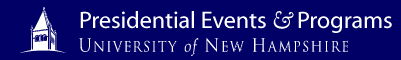 Presidential Events & Programs
University of New Hampshire